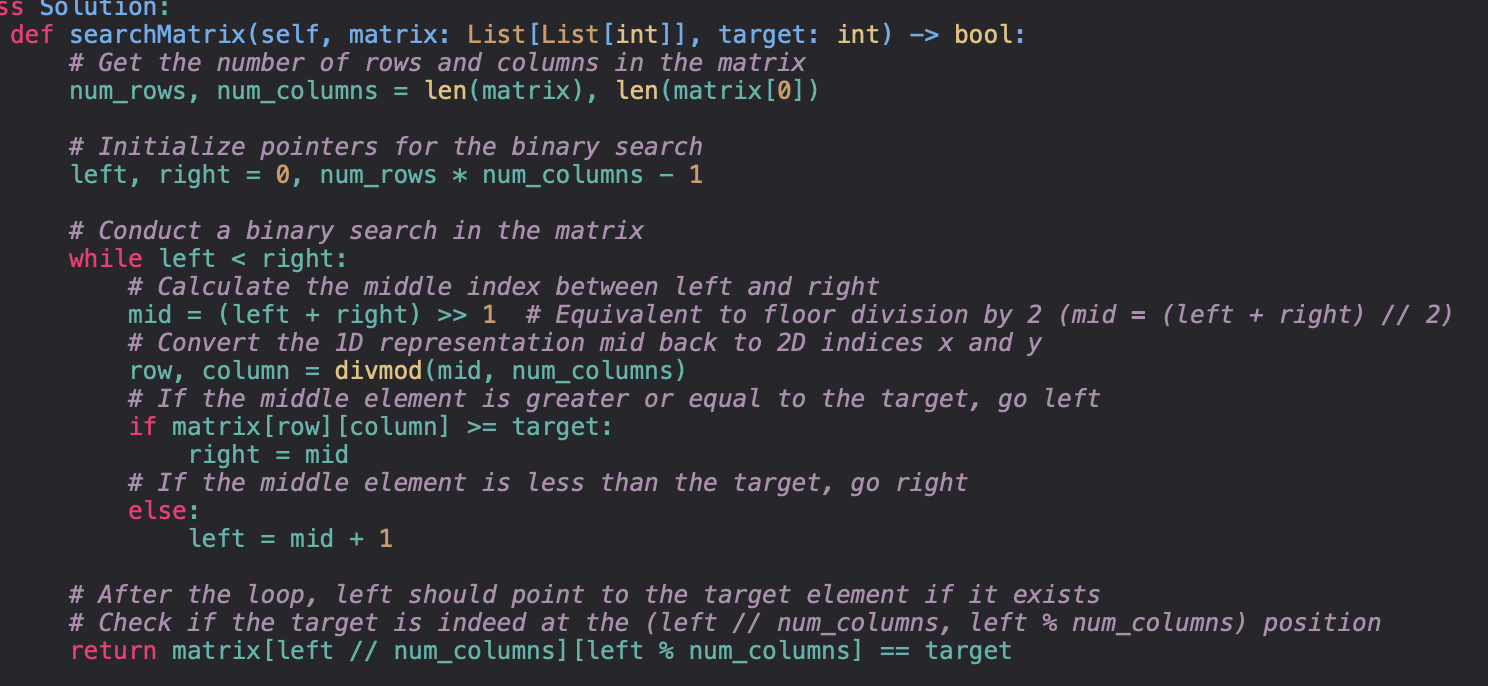 ss Solution:
def searchMatrix(self, matrix: List[List[int]], target: int) -> bool:
# Get the number of rows and columns in the matrix
num_rows, num_columns = len(matrix), len(matrix[0])
# Initialize pointers for the binary search
left, right = 0, num_rows * num_columns - 1
# Conduct a binary search in the matrix
while left < right:
# Calculate the middle index between left and right
mid = (left + right) >> 1  # Equivalent to floor division by 2 (mid = (left + right) // 2)
# Convert the 1D representation mid back to 2D indices x and y
row, column = divmod(mid, num_columns)
# If the middle element is greater or equal to the target, go left
if matrix[row][column] >= target:
right = mid
# If the middle element is less than the target, go right
else:
left = mid + 1
# After the loop, left should point to the target element if it exists
# Check if the target is indeed at the (left // num_columns, left % num_columns) position
return matrix[left // num_columns][left % num_columns] == target